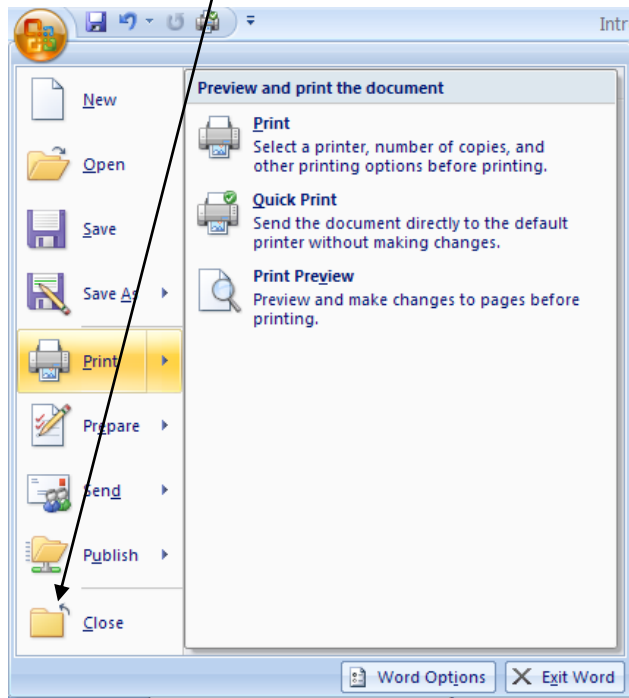 Intr
New
Open
Save
Save As
Print
Prepare
Send
Publish
Close
Preview and print the document
Print
Select a printer, number of copies, and
other printing options before printing.
Quick Print
Send the document directly to the default
printer without making changes.
Print Preview
Preview and make changes to pages before
printing.
Word Options
Exit Word